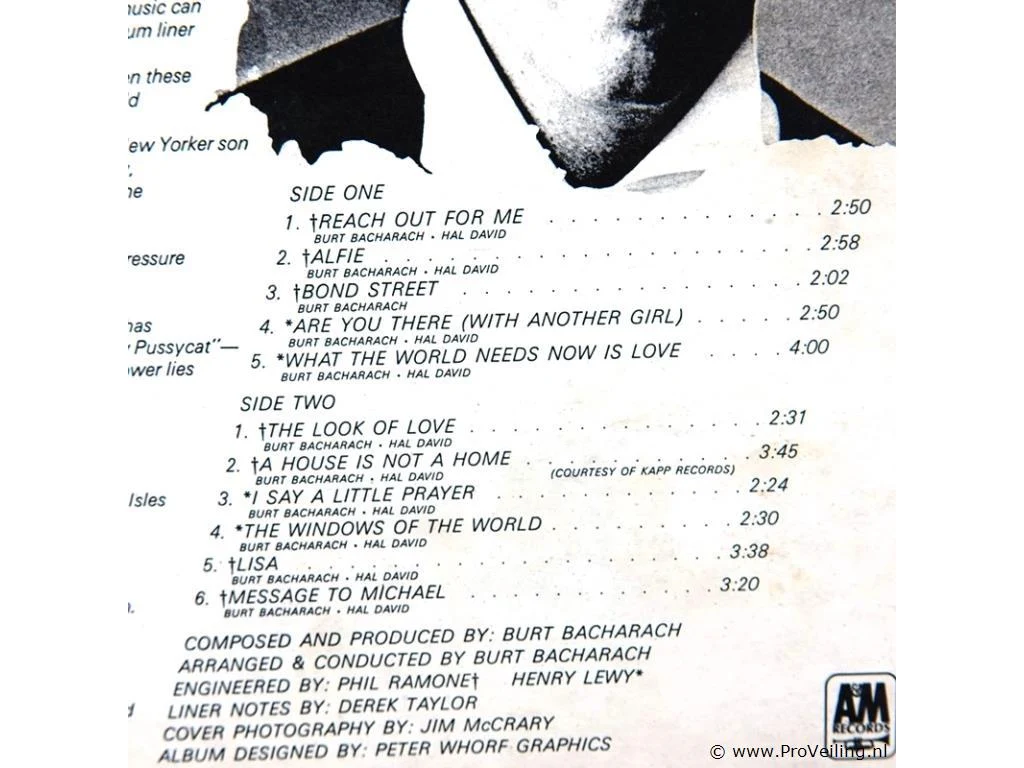 music can
um liner
en these
d
ew Yorker son
ne
ressure
has
Pussycat"—
ower lies
Isles
d
SIDE ONE
1. †REACH OUT FOR ME . . . . . . . . . . . . . 2:50
BURT BACHARACH • HAL DAVID
2. †ALFIE . . . . . . . . . . . . . . . . . . . 2:58
BURT BACHARACH • HAL DAVID
3. †BOND STREET . . . . . . . . . . . . . . . . 2:02
BURT BACHARACH
4. *ARE YOU THERE (WITH ANOTHER GIRL) . . . . . 2:50
BURT BACHARACH • HAL DAVID
5. *WHAT THE WORLD NEEDS NOW IS LOVE . . . . 4:00
BURT BACHARACH • HAL DAVID
SIDE TWO
1. †THE LOOK OF LOVE . . . . . . . . . . . . . 2:31
BURT BACHARACH • HAL DAVID
2. †A HOUSE IS NOT A HOME . . . . . . . . . . . 3:45
BURT BACHARACH • HAL DAVID (COURTESY OF KAPP RECORDS)
3. *I SAY A LITTLE PRAYER . . . . . . . . . . . 2:24
BURT BACHARACH • HAL DAVID
4. *THE WINDOWS OF THE WORLD . . . . . . . . . 2:30
BURT BACHARACH • HAL DAVID
5. †LISA . . . . . . . . . . . . . . . . . . . 3:38
BURT BACHARACH • HAL DAVID
6. †MESSAGE TO MICHAEL . . . . . . . . . . . . 3:20
BURT BACHARACH • HAL DAVID
COMPOSED AND PRODUCED BY: BURT BACHARACH
ARRANGED & CONDUCTED BY BURT BACHARACH
ENGINEERED BY: PHIL RAMONE† HENRY LEWY*
LINER NOTES BY: DEREK TAYLOR
COVER PHOTOGRAPHY BY: JIM McCRARY
ALBUM DESIGNED BY: PETER WHORF GRAPHICS
A&M
RECORDS
© www.ProVeiling.nl